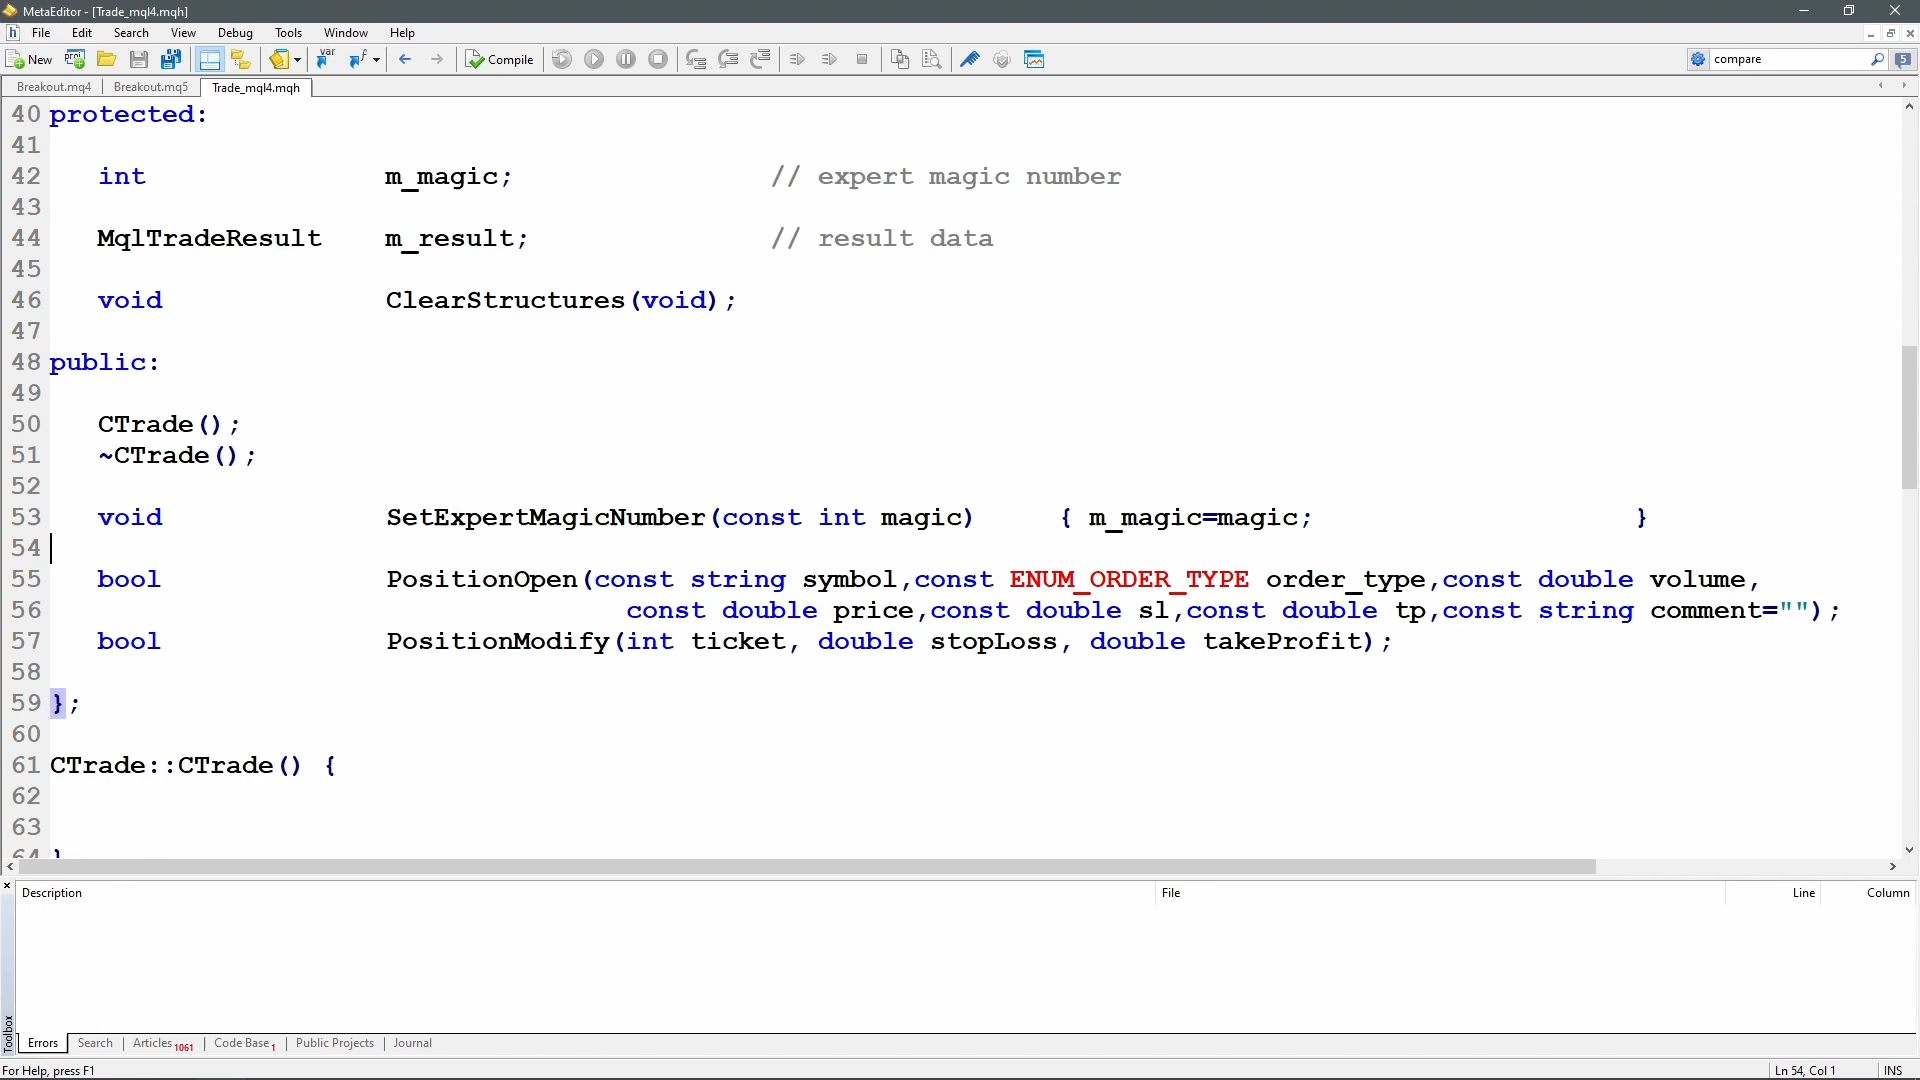 MetaEditor - [Trade_mql4.mqh]
File Edit Search View Debug Tools Window Help
New Compile compare 5
Breakout.mq4 Breakout.mq5 Trade_mql4.mqh
40 protected:
41
42 int m_magic; // expert magic number
43
44 MqlTradeResult m_result; // result data
45
46 void ClearStructures(void);
47
48 public:
49
50 CTrade();
51 ~CTrade();
52
53 void SetExpertMagicNumber(const int magic) { m_magic=magic; }
54
55 bool PositionOpen(const string symbol,const ENUM_ORDER_TYPE order_type,const double volume,
56 const double price,const double sl,const double tp,const string comment="");
57 bool PositionModify(int ticket, double stopLoss, double takeProfit);
58
59 };
60
61 CTrade::CTrade() {
62
63
64 }
Description File Line Column
Toolbox
Errors Search Articles 1061 Code Base 1 Public Projects Journal
For Help, press F1 Ln 54, Col 1 INS